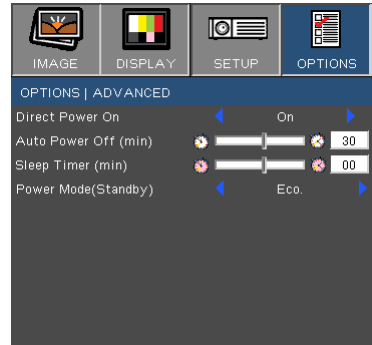 IMAGE DISPLAY SETUP OPTIONS
OPTIONS | ADVANCED
Direct Power On On
Auto Power Off (min) 30
Sleep Timer (min) 00
Power Mode(Standby) Eco.